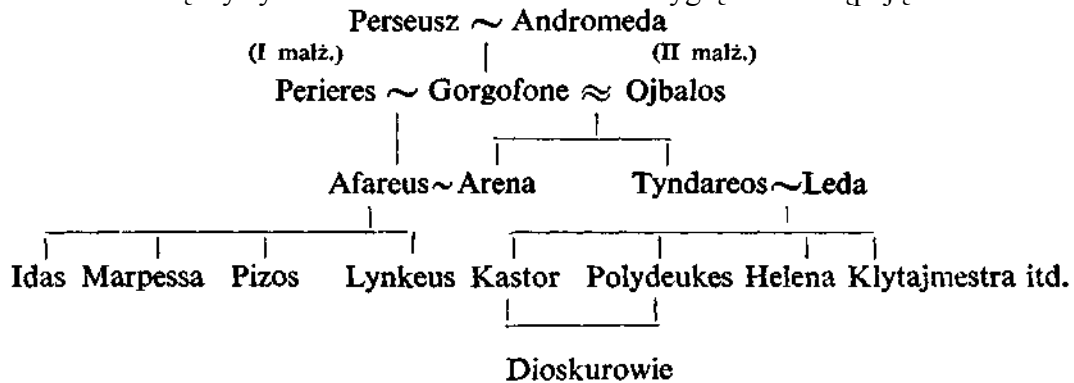 Perseusz ~ Andromeda
(I małż.) (II małż.)
Perieres ~ Gorgofone ≈ Ojbalos
Afareus ~ Arena Tyndareos ~ Leda
Idas Marpessa Pizos Lynkeus Kastor Polydeukes Helena Klytajmestra itd.
Dioskurowie